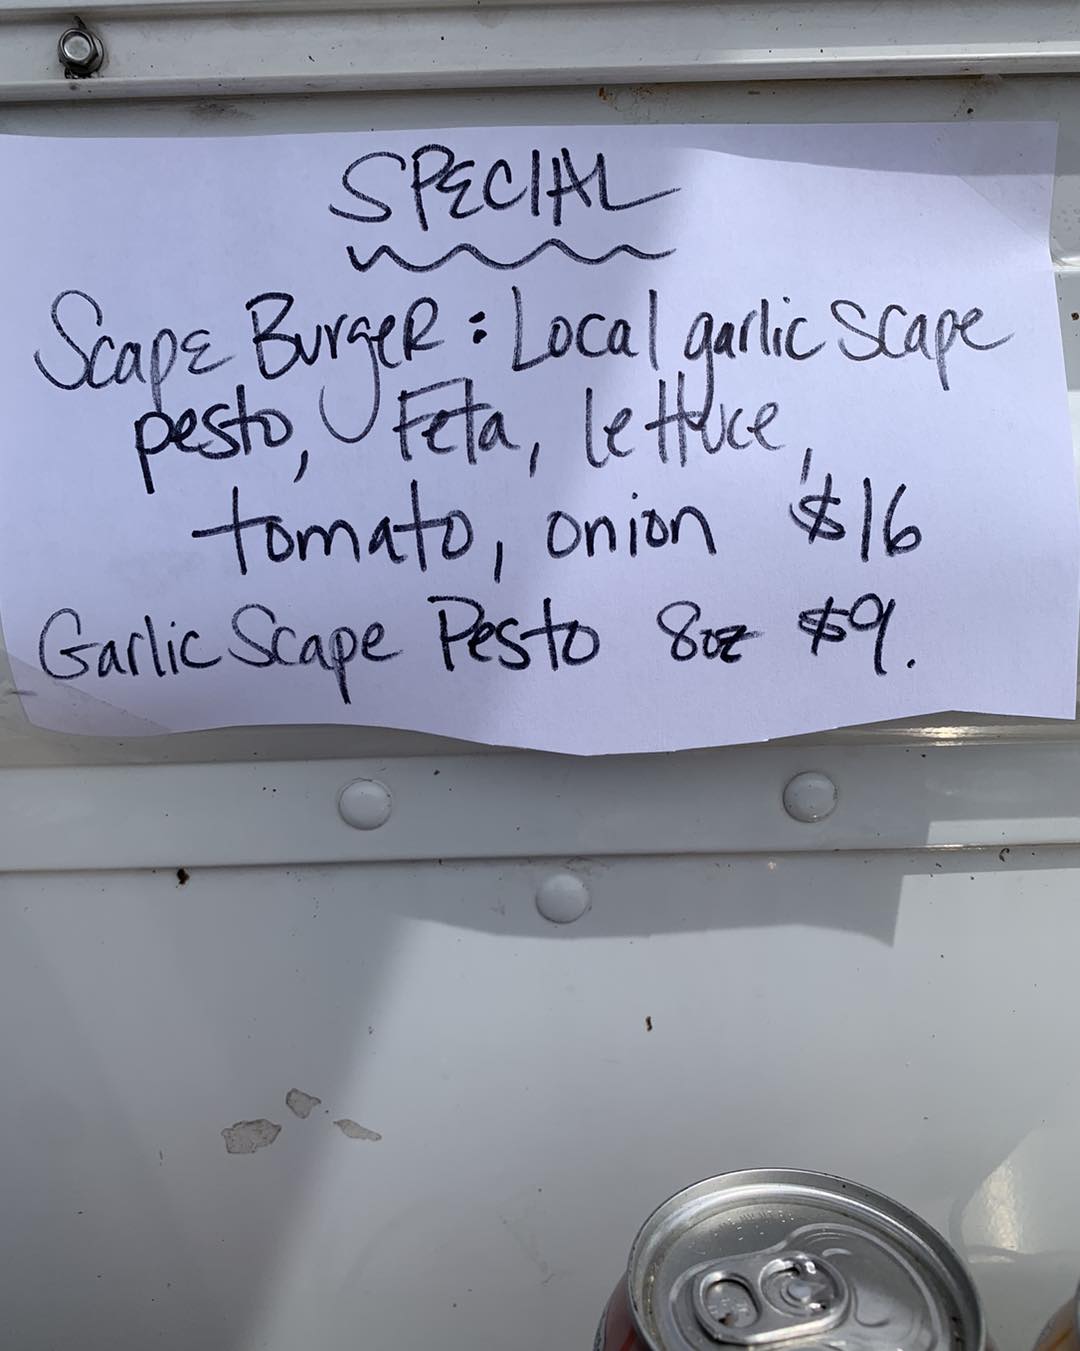 SPECIAL
Scape Burger: Local garlic scape
pesto, Feta, lettuce,
tomato, onion $16
Garlic Scape Pesto 8oz $9.